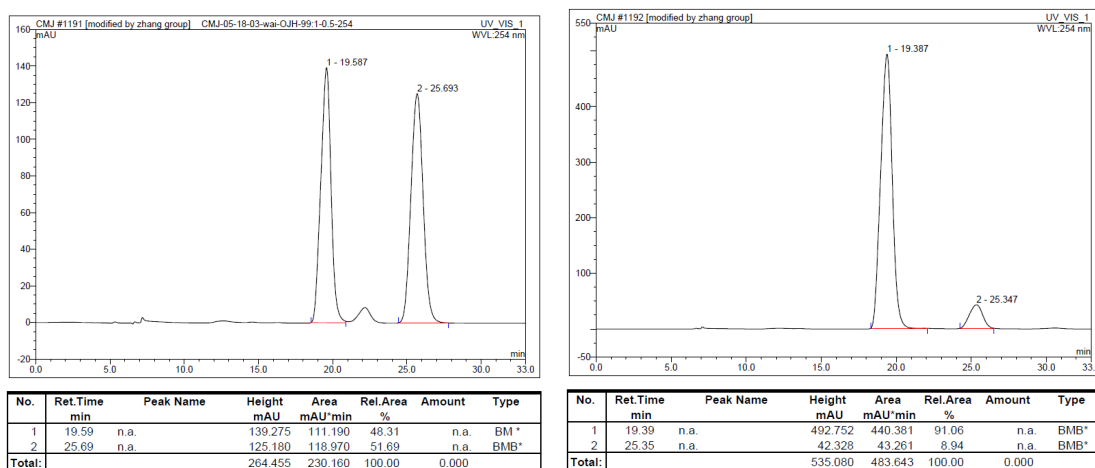 CMJ #1191 [modified by zhang group] CMJ-05-18-03-wai-OJH-99:1-0.5-254 UV_VIS_1
mAU WVL:254 nm
160
140
120
100
80
60
40
20
0
-20
1 - 19.587
2 - 25.693
min
0.0 5.0 10.0 15.0 20.0 25.0 33.0
No. Ret.Time Peak Name Height Area Rel.Area Amount Type
min mAU mAU*min %
1 19.59 n.a. 139.275 111.190 48.31 n.a. BM *
2 25.69 n.a. 125.180 118.970 51.69 n.a. BMB*
Total: 264.455 230.160 100.00 0.000
CMJ #1192 [modified by zhang group] UV_VIS_1
mAU WVL:254 nm
550
400
300
200
100
-50
1 - 19.387
2 - 25.347
min
0.0 5.0 10.0 15.0 20.0 25.0 33.0
No. Ret.Time Peak Name Height Area Rel.Area Amount Type
min mAU mAU*min %
1 19.39 n.a. 492.752 440.381 91.06 n.a. BMB*
2 25.35 n.a. 42.328 43.261 8.94 n.a. BMB*
Total: 535.080 483.643 100.00 0.000